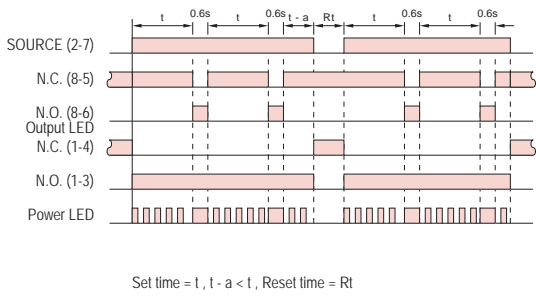 0.6s 0.6s 0.6s 0.6s
t t t - a Rt t t
SOURCE (2-7)
N.C. (8-5)
N.O. (8-6)
Output LED
N.C. (1-4)
N.O. (1-3)
Power LED
Set time = t , t - a < t , Reset time = Rt